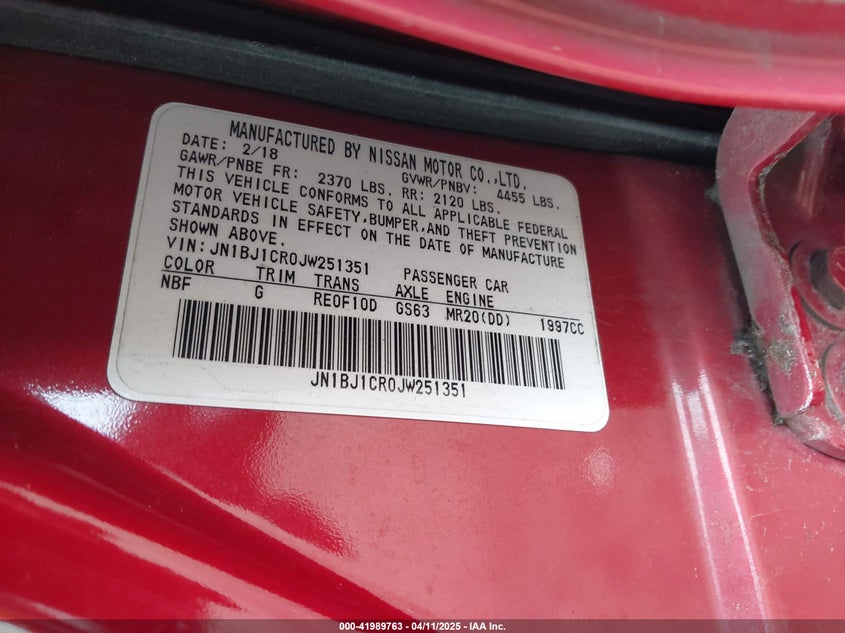 MANUFACTURED BY NISSAN MOTOR CO.,LTD.
DATE: 2/18 GVWR/PNBV: 4455 LBS.
GAWR/PNBE FR: 2370 LBS. RR: 2120 LBS.
THIS VEHICLE CONFORMS TO ALL APPLICABLE FEDERAL
MOTOR VEHICLE SAFETY,BUMPER,AND THEFT PREVENTION
STANDARDS IN EFFECT ON THE DATE OF MANUFACTURE
SHOWN ABOVE.
VIN: JN1BJ1CR0JW251351 PASSENGER CAR
COLOR TRIM TRANS AXLE ENGINE
NBF G RE0F10D GS63 MR20(DD) 1997CC
JN1BJ1CR0JW251351
000-41989763 - 04/11/2025 - IAA Inc.